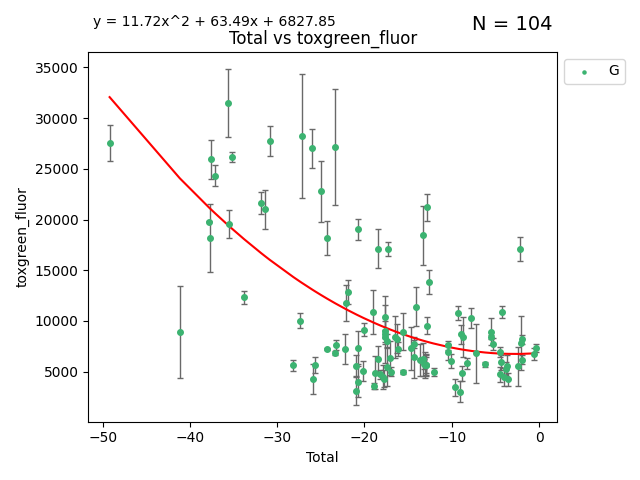 y = 11.72x^2 + 63.49x + 6827.85
N = 104
Total vs toxgreen_fluor
G
35000
30000
25000
20000
15000
10000
5000
toxgreen_fluor
−50
−40
−30
−20
−10
0
Total